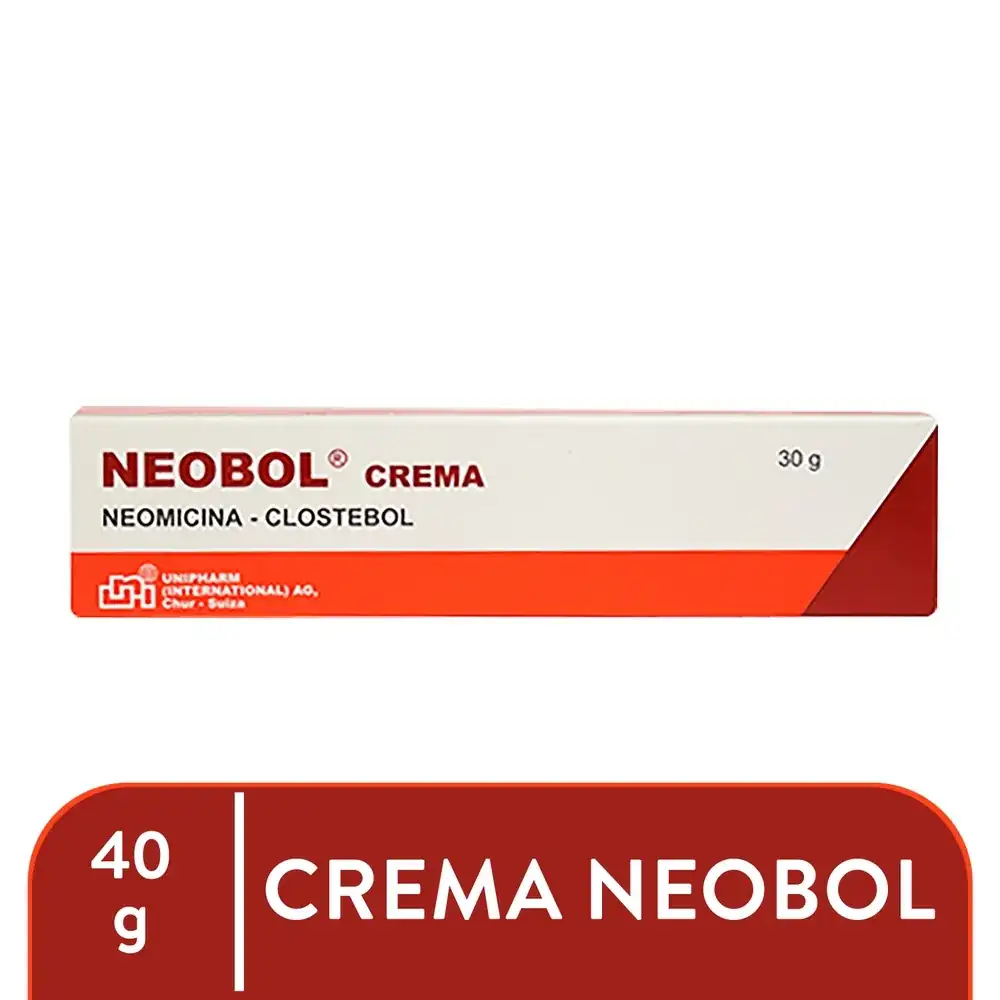 NEOBOL® CREMA
30 g
NEOMICINA - CLOSTEBOL
UNIPHARM
(INTERNATIONAL) AG,
Chur - Suiza
40
g
CREMA NEOBOL